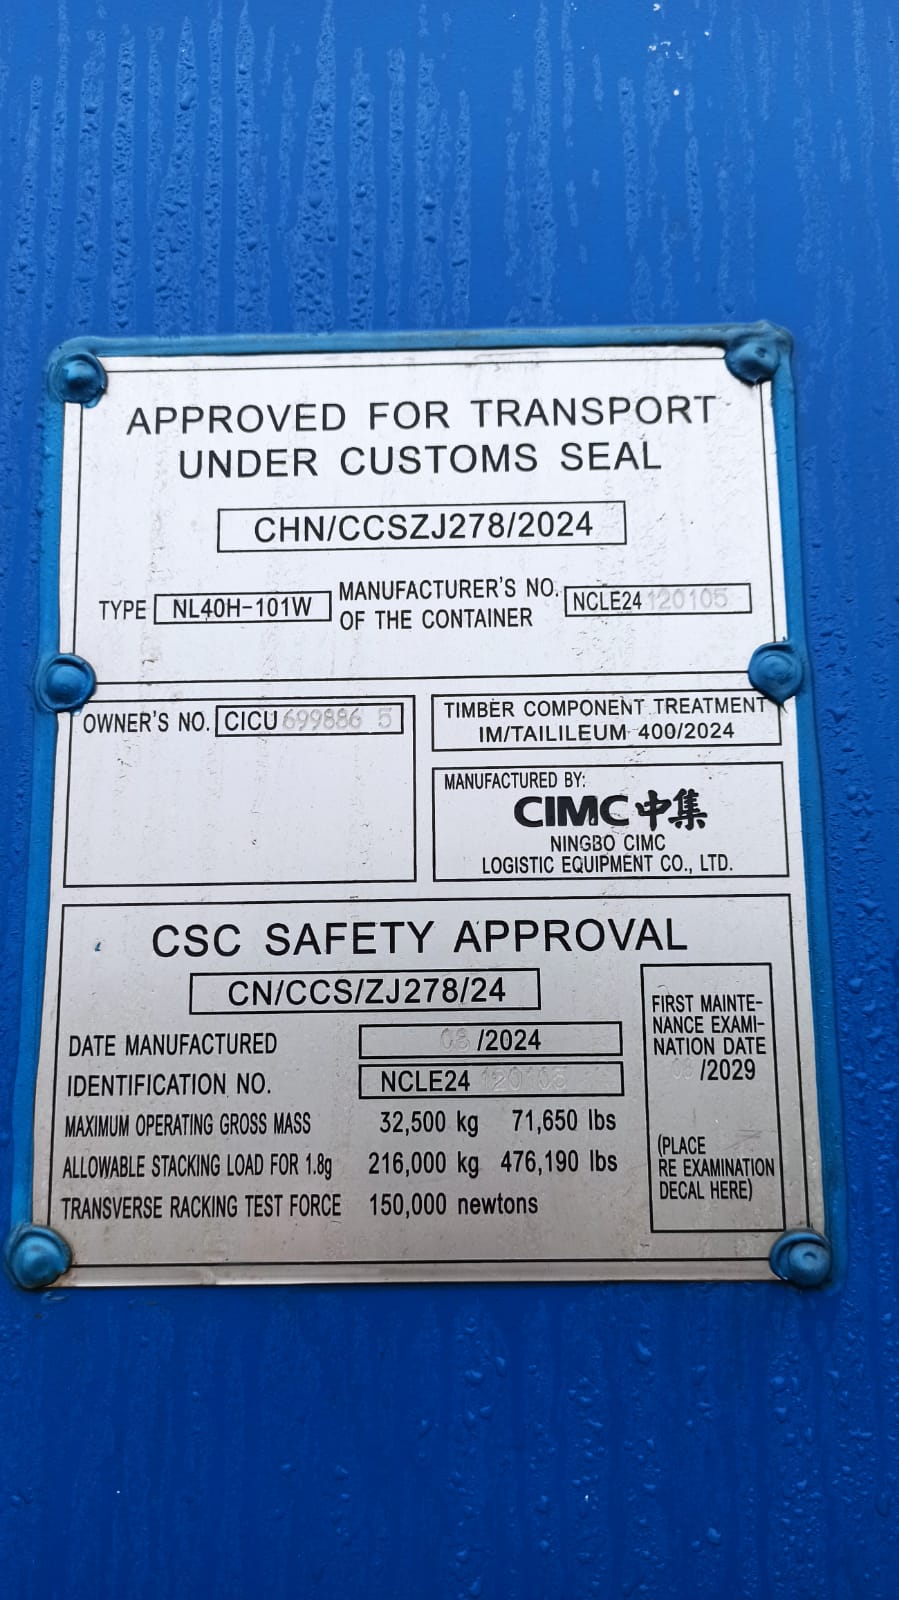 APPROVED FOR TRANSPORT
UNDER CUSTOMS SEAL
CHN/CCSZJ278/2024
TYPE NL40H-101W
MANUFACTURER'S NO.
OF THE CONTAINER
NCLE24 120105
OWNER'S NO. CICU 699886 5
TIMBER COMPONENT TREATMENT
IM/TAILILEUM 400/2024
MANUFACTURED BY:
CIMC 中集
NINGBO CIMC
LOGISTIC EQUIPMENT CO., LTD.
CSC SAFETY APPROVAL
CN/CCS/ZJ278/24
DATE MANUFACTURED 08/2024
IDENTIFICATION NO. NCLE24 120105
MAXIMUM OPERATING GROSS MASS 32,500 kg 71,650 lbs
ALLOWABLE STACKING LOAD FOR 1.8g 216,000 kg 476,190 lbs
TRANSVERSE RACKING TEST FORCE 150,000 newtons
FIRST MAINTE-
NANCE EXAMI-
NATION DATE
08/2029
(PLACE
RE EXAMINATION
DECAL HERE)